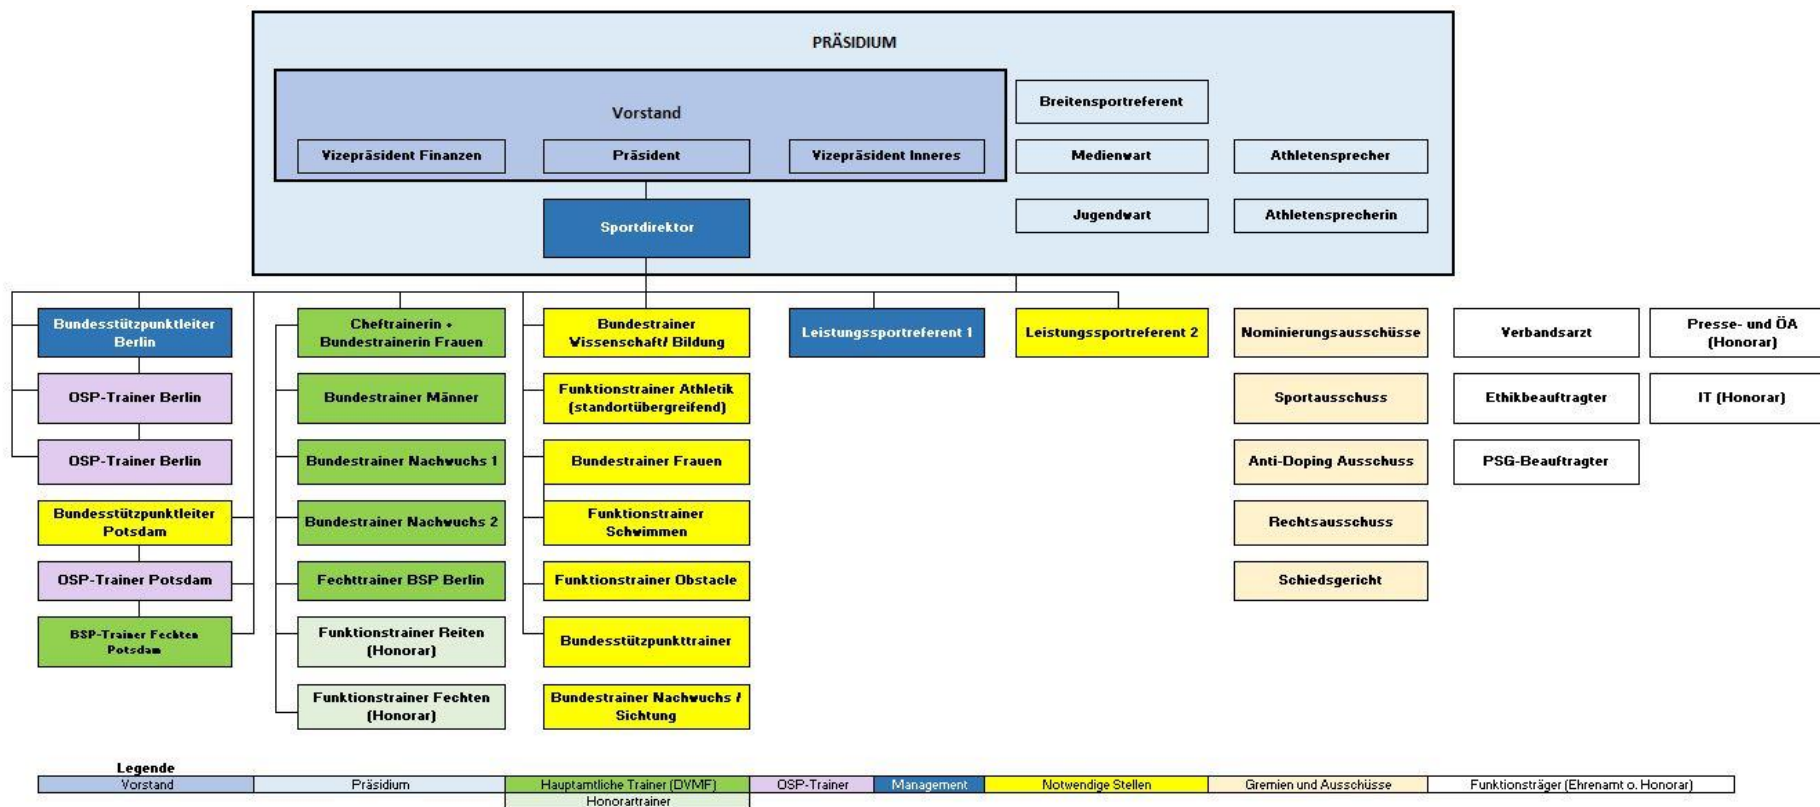 PRÄSIDIUM
Vorstand
Vizepräsident Finanzen
Präsident
Vizepräsident Inneres
Breitensportreferent
Medienwart
Athletensprecher
Jugendwart
Athletensprecherin
Sportdirektor
Bundesstützpunktleiter
Berlin
OSP-Trainer Berlin
OSP-Trainer Berlin
Bundesstützpunktleiter
Potsdam
OSP-Trainer Potsdam
BSP-Trainer Fechten
Potsdam
Cheftrainerin +
Bundestrainerin Frauen
Bundestrainer Männer
Bundestrainer Nachwuchs 1
Bundestrainer Nachwuchs 2
Fechttrainer BSP Berlin
Funktionstrainer Reiten
(Honorar)
Funktionstrainer Fechten
(Honorar)
Bundestrainer
Wissenschaft/ Bildung
Funktionstrainer Athletik
(standortübergreifend)
Bundestrainer Frauen
Funktionstrainer
Schwimmen
Funktionstrainer Obstacle
Bundesstützpunkttrainer
Bundestrainer Nachwuchs /
Sichtung
Leistungssportreferent 1
Leistungssportreferent 2
Nominierungsausschüsse
Sportausschuss
Anti-Doping Ausschuss
Rechtsausschuss
Schiedsgericht
Verbandsarzt
Ethikbeauftragter
PSG-Beauftragter
Presse- und ÖA
(Honorar)
IT (Honorar)
Legende
Vorstand
Präsidium
Hauptamtliche Trainer (DVMF)
OSP-Trainer
Management
Notwendige Stellen
Gremien und Ausschüsse
Funktionsträger (Ehrenamt o. Honorar)
Honorartrainer